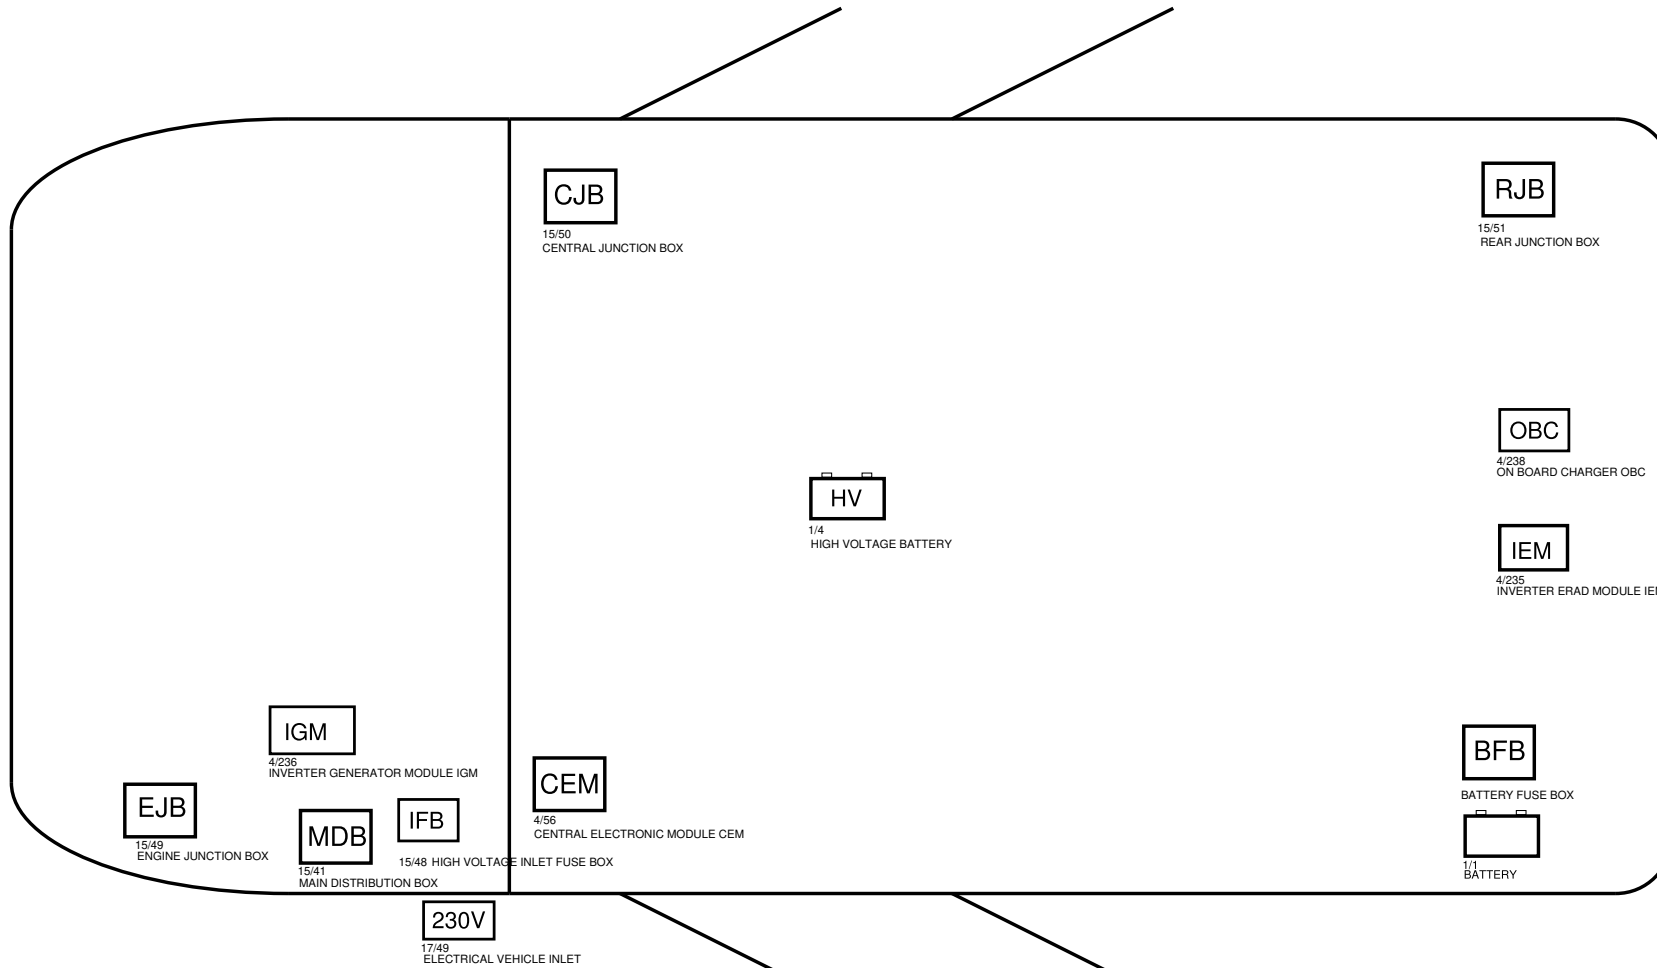 CJB
15/50
CENTRAL JUNCTION BOX
RJB
15/51
REAR JUNCTION BOX
OBC
4/238
ON BOARD CHARGER OBC
HV
1/4
HIGH VOLTAGE BATTERY
IEM
4/235
INVERTER ERAD MODULE
IGM
4/236
INVERTER GENERATOR MODULE IGM
EJB
15/49
ENGINE JUNCTION BOX
MDB
15/41
MAIN DISTRIBUTION BOX
IFB
15/48 HIGH VOLTAGE INLET FUSE BOX
CEM
4/56
CENTRAL ELECTRONIC MODULE CEM
BFB
BATTERY FUSE BOX
1/1
BATTERY
230V
17/49
ELECTRICAL VEHICLE INLET